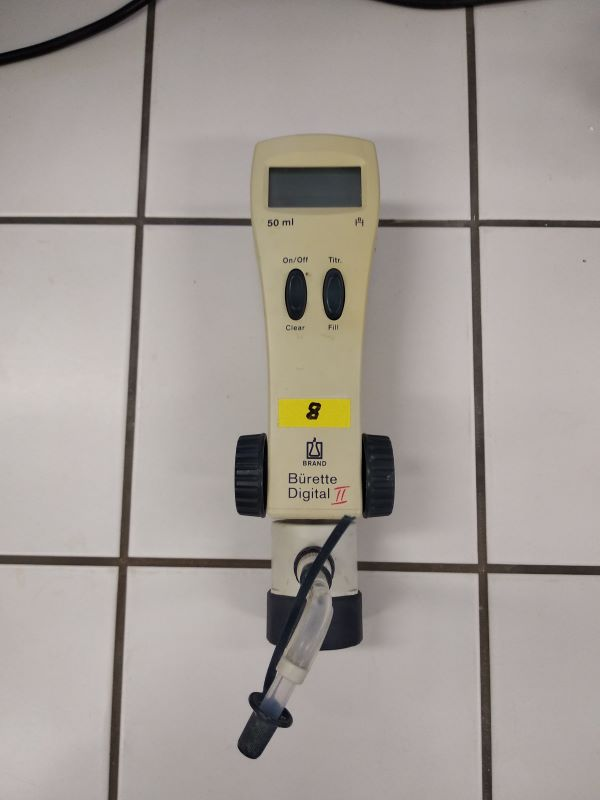 50 ml
On/Off Titr.
Clear Fill
8
BRAND
Bürette
Digital II